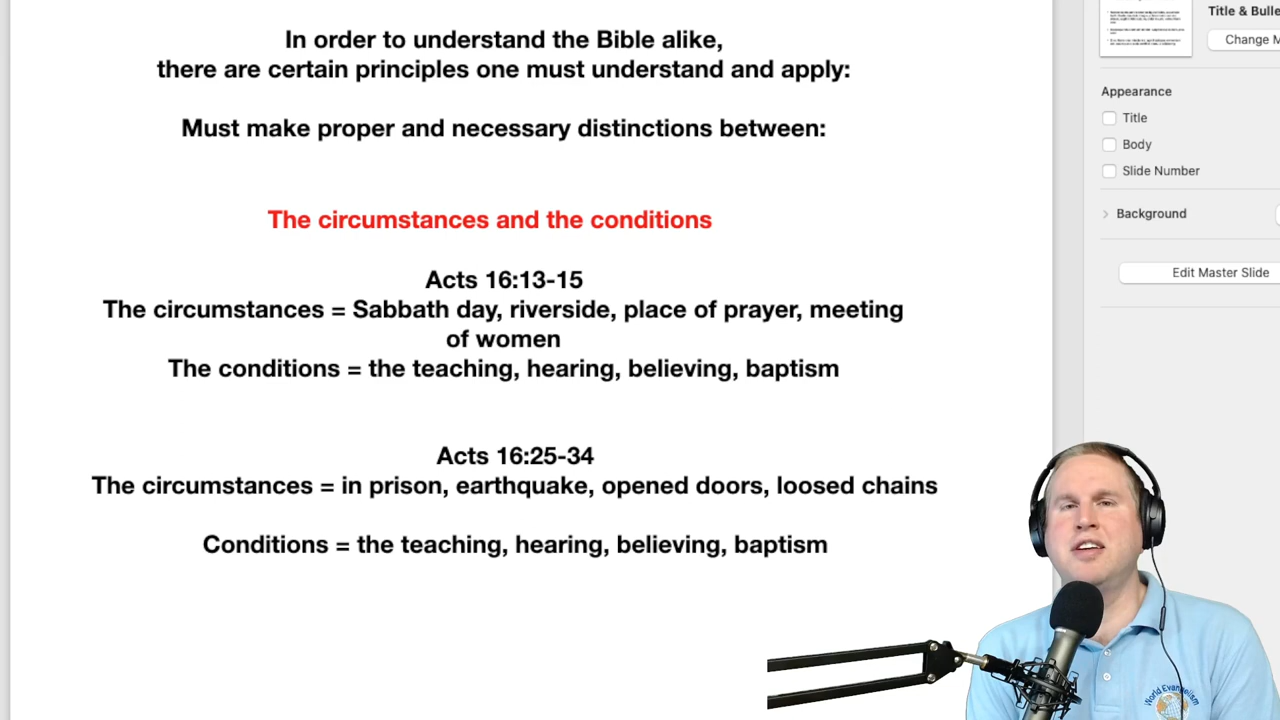 In order to understand the Bible alike,
there are certain principles one must understand and apply:
Must make proper and necessary distinctions between:
The circumstances and the conditions
Acts 16:13-15
The circumstances = Sabbath day, riverside, place of prayer, meeting
of women
The conditions = the teaching, hearing, believing, baptism
Acts 16:25-34
The circumstances = in prison, earthquake, opened doors, loosed chains
Conditions = the teaching, hearing, believing, baptism
Title & Bulle
Change M
Appearance
Title
Body
Slide Number
Background
Edit Master Slide
World Evangelism